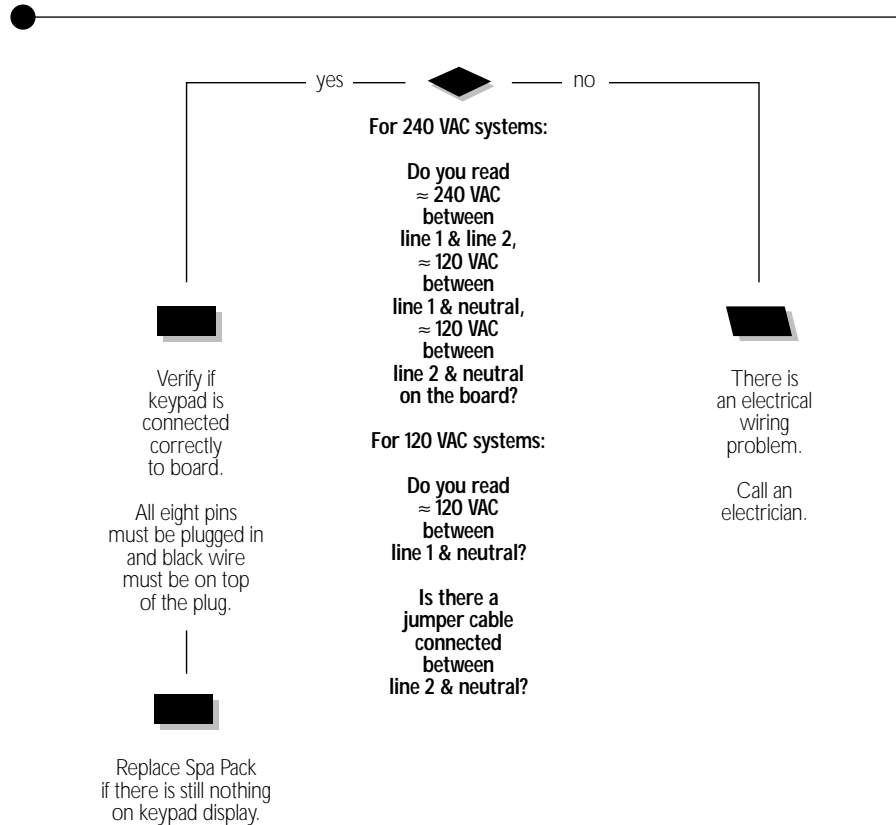 yes
no
For 240 VAC systems:
Do you read
≈ 240 VAC
between
line 1 & line 2,
≈ 120 VAC
between
line 1 & neutral,
≈ 120 VAC
between
line 2 & neutral
on the board?
For 120 VAC systems:
Do you read
≈ 120 VAC
between
line 1 & neutral?
Is there a
jumper cable
connected
between
line 2 & neutral?
Verify if
keypad is
connected
correctly
to board.
All eight pins
must be plugged in
and black wire
must be on top
of the plug.
Replace Spa Pack
if there is still nothing
on keypad display.
There is
an electrical
wiring
problem.
Call an
electrician.